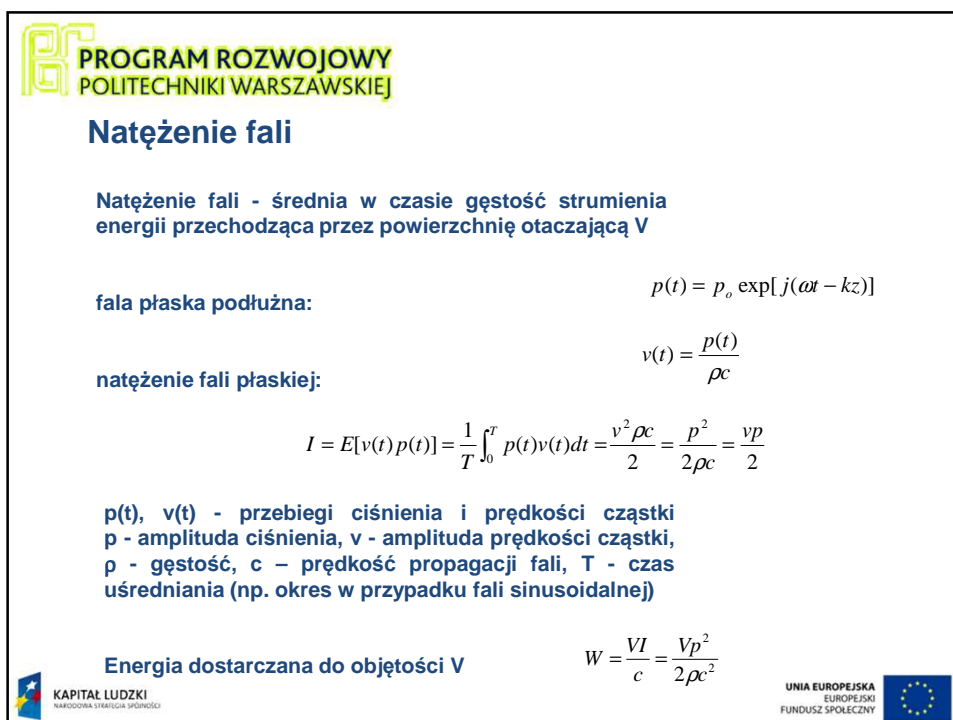 PROGRAM ROZWOJOWY
POLITECHNIKI WARSZAWSKIEJ
Natężenie fali
Natężenie fali - średnia w czasie gęstość strumienia
energii przechodząca przez powierzchnię otaczającą V
fala płaska podłużna:
p(t) = p_o exp[j(ωt − kz)]
v(t) = p(t)/ρc
natężenie fali płaskiej:
I = E[v(t)p(t)] = 1/T ∫_0^T p(t)v(t)dt = v²ρc/2 = p²/2ρc = vp/2
p(t), v(t) - przebiegi ciśnienia i prędkości cząstki
p - amplituda ciśnienia, v - amplituda prędkości cząstki,
ρ - gęstość, c – prędkość propagacji fali, T - czas
uśredniania (np. okres w przypadku fali sinusoidalnej)
Energia dostarczana do objętości V
W = VI/c = Vp²/2ρc²
KAPITAŁ LUDZKI
NARODOWA STRATEGIA SPÓJNOŚCI
UNIA EUROPEJSKA
EUROPEJSKI
FUNDUSZ SPOŁECZNY